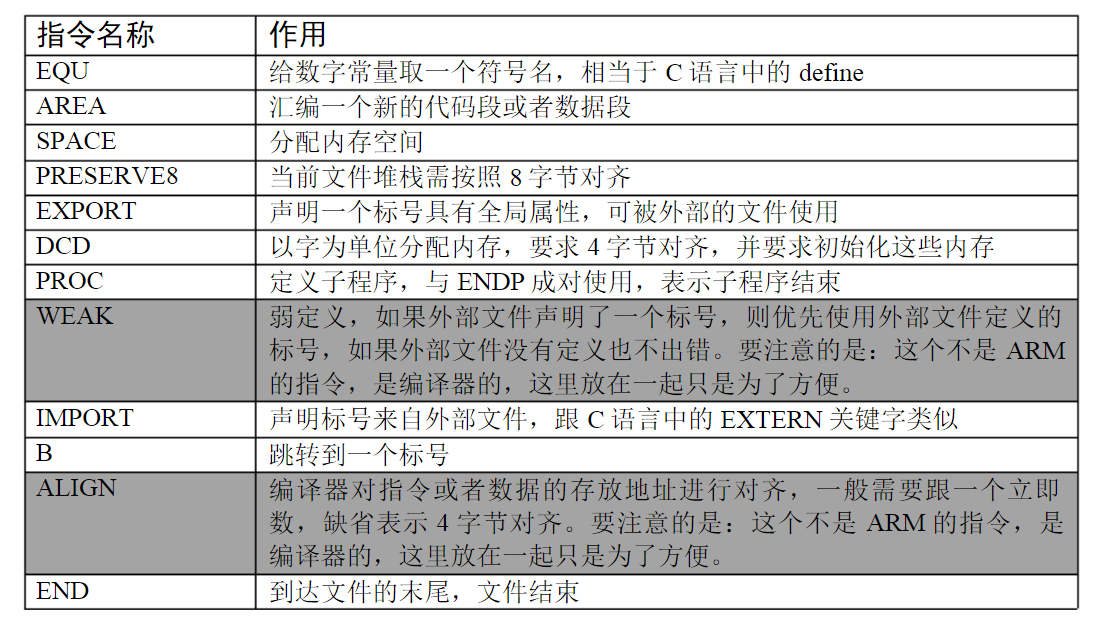 指令名称 作用
EQU 给数字常量取一个符号名，相当于 C 语言中的 define
AREA 汇编一个新的代码段或者数据段
SPACE 分配内存空间
PRESERVE8 当前文件堆栈需按照 8 字节对齐
EXPORT 声明一个标号具有全局属性，可被外部的文件使用
DCD 以字为单位分配内存，要求 4 字节对齐，并要求初始化这些内存
PROC 定义子程序，与 ENDP 成对使用，表示子程序结束
WEAK 弱定义，如果外部文件声明了一个标号，则优先使用外部文件定义的
标号，如果外部文件没有定义也不出错。要注意的是：这个不是 ARM
的指令，是编译器的，这里放在一起只是为了方便。
IMPORT 声明标号来自外部文件，跟 C 语言中的 EXTERN 关键字类似
B 跳转到一个标号
ALIGN 编译器对指令或者数据的存放地址进行对齐，一般需要跟一个立即
数，缺省表示 4 字节对齐。要注意的是：这个不是 ARM 的指令，是
编译器的，这里放在一起只是为了方便。
END 到达文件的末尾，文件结束